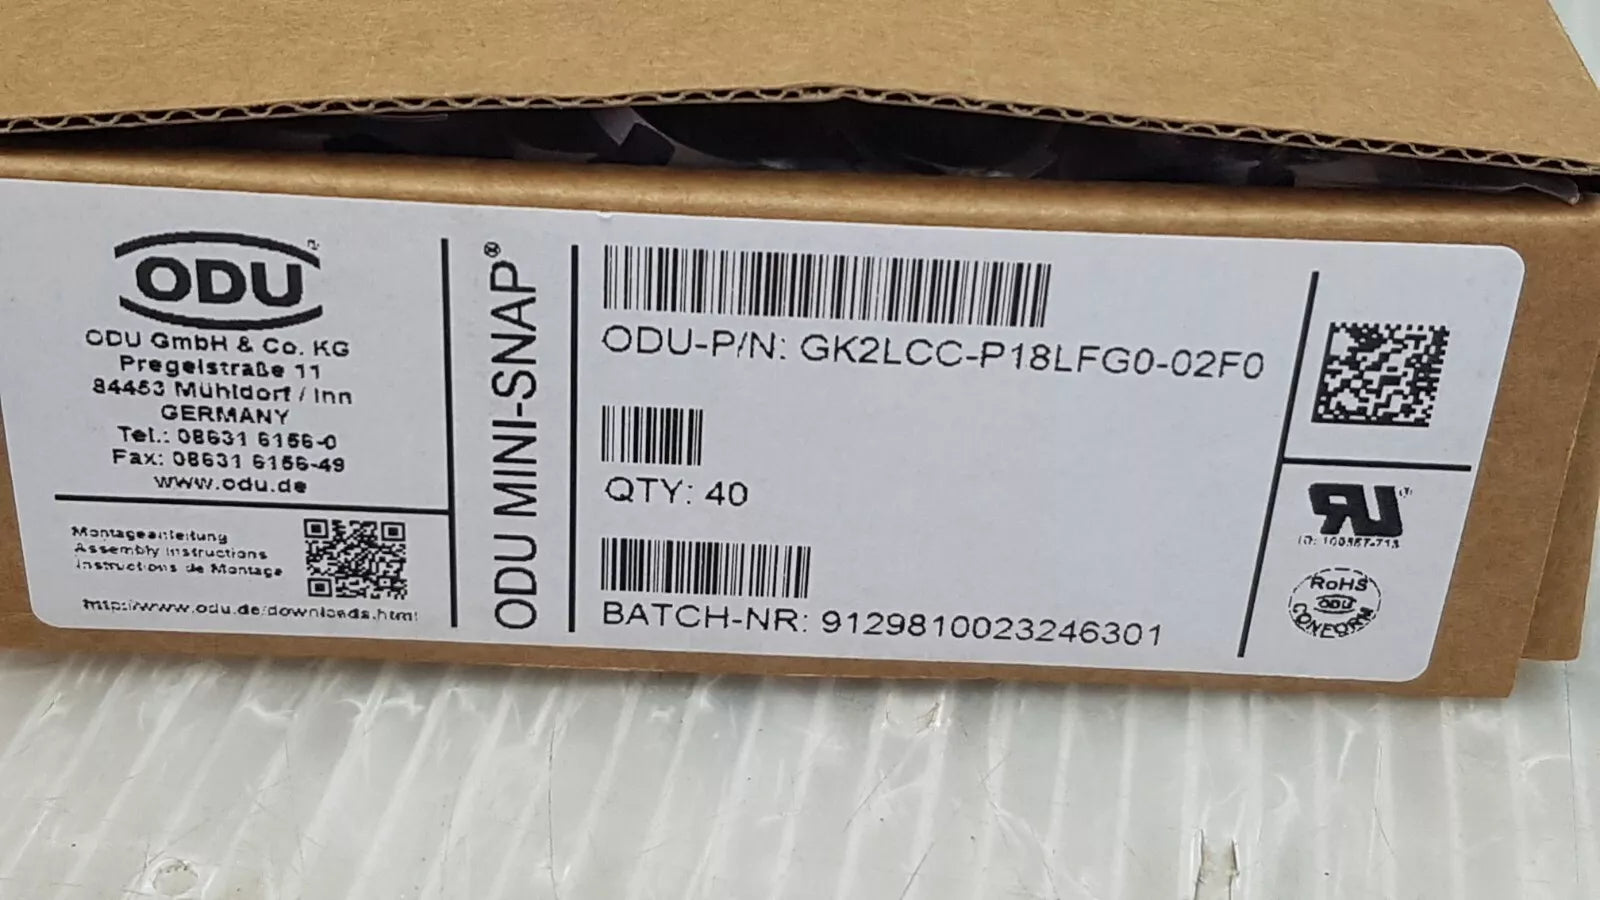 ODU
ODU GmbH & Co. KG
Pregelstraße 11
84453 Mühldorf / Inn
GERMANY
Tel.: 08631 6156-0
Fax: 08631 6156-49
www.odu.de
Montageanleitung
Assembly Instructions
Instructions de Montage
http://www.odu.de/downloads.html
ODU MINI-SNAP®
ODU-P/N: GK2LCC-P18LFG0-02F0
QTY: 40
BATCH-NR: 9129810023246301
RU
RoHS
ODU
CONFORM